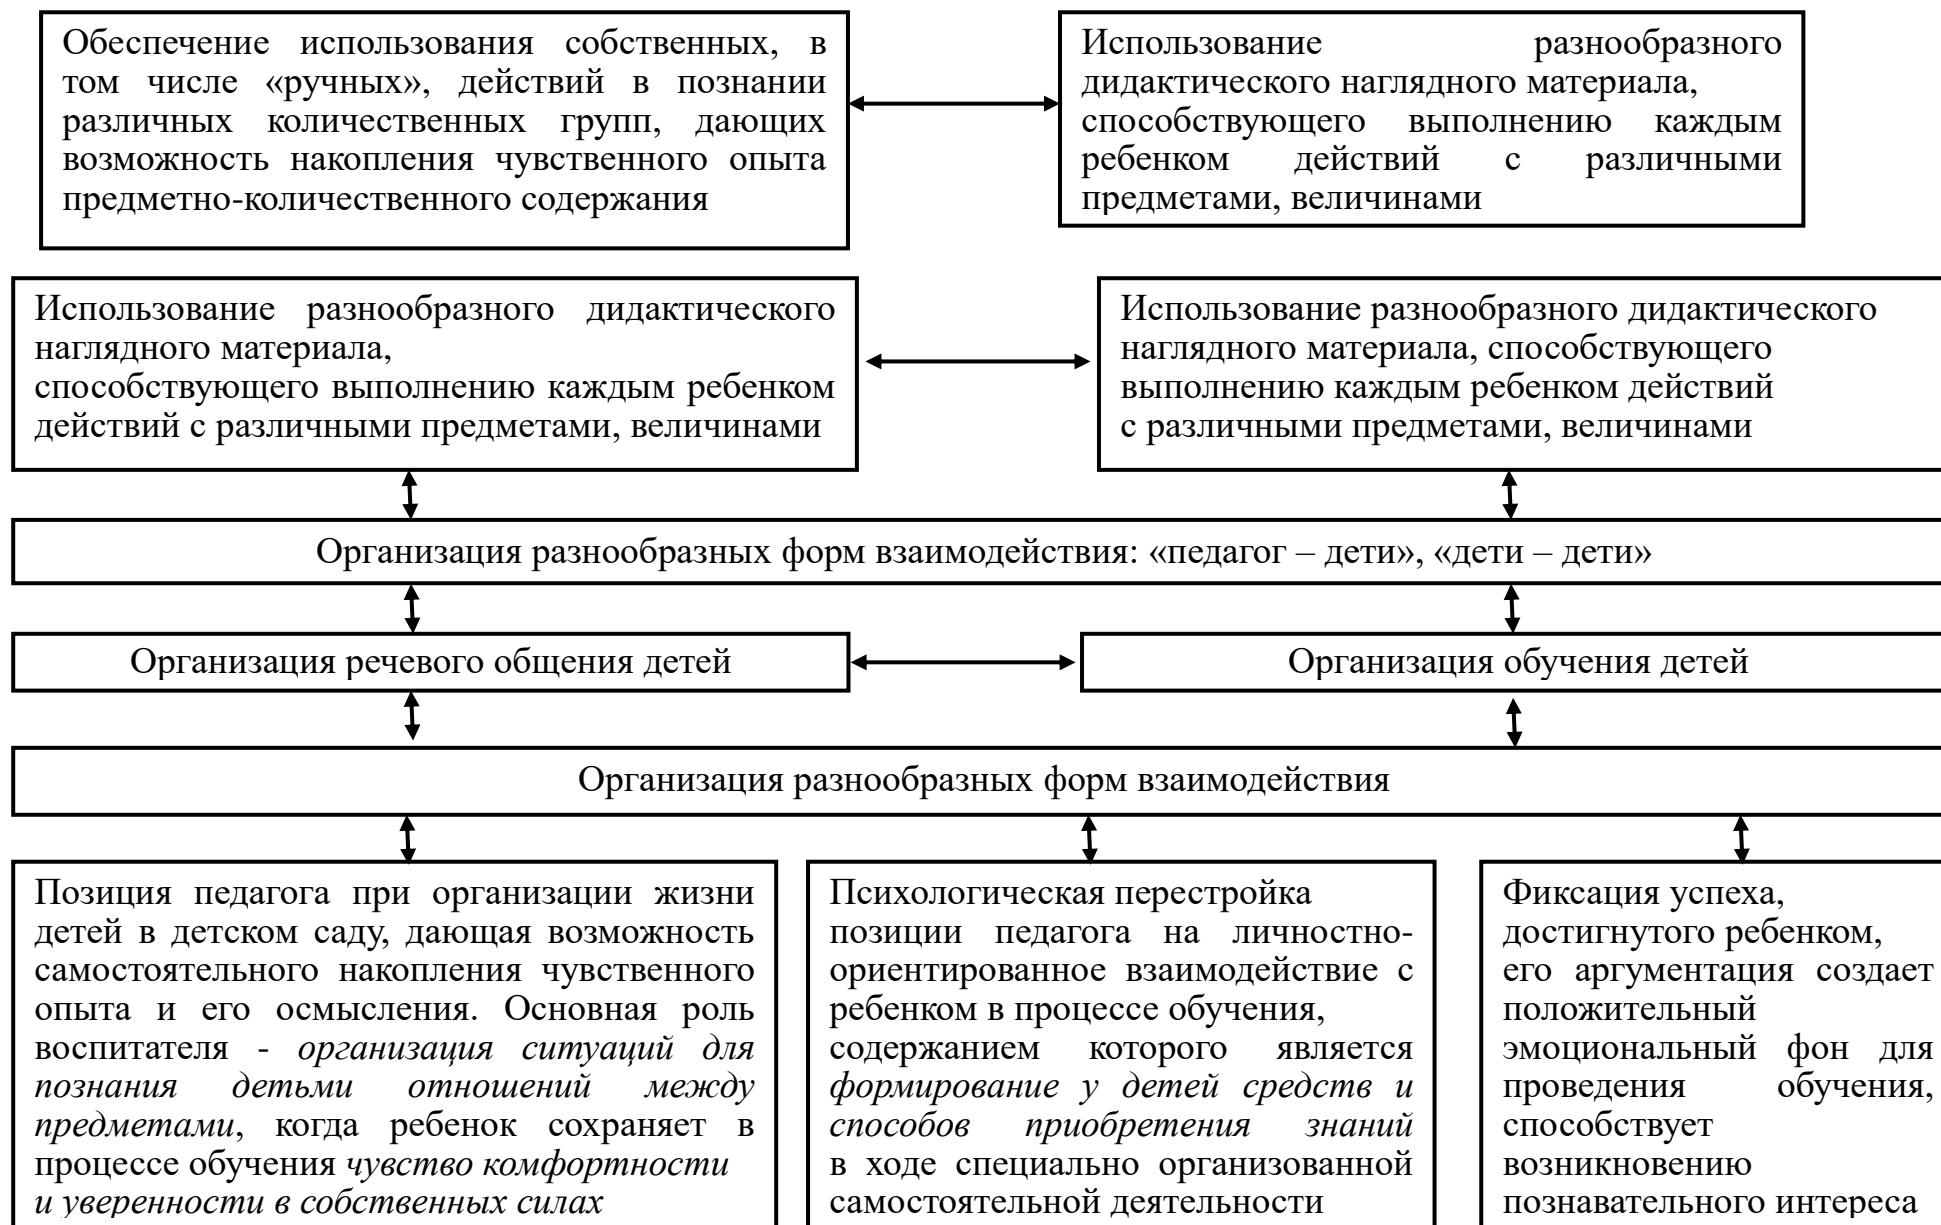 Обеспечение использования собственных, в
том числе «ручных», действий в познании
различных количественных групп, дающих
возможность накопления чувственного опыта
предметно-количественного содержания
Использование разнообразного
дидактического наглядного материала,
способствующего выполнению каждым
ребенком действий с различными
предметами, величинами
Использование разнообразного дидактического
наглядного материала,
способствующего выполнению каждым ребенком
действий с различными предметами, величинами
Использование разнообразного дидактического
наглядного материала, способствующего
выполнению каждым ребенком действий
с различными предметами, величинами
Организация разнообразных форм взаимодействия: «педагог – дети», «дети – дети»
Организация речевого общения детей
Организация обучения детей
Организация разнообразных форм взаимодействия
Позиция педагога при организации жизни
детей в детском саду, дающая возможность
самостоятельного накопления чувственного
опыта и его осмысления. Основная роль
воспитателя - организация ситуаций для
познания детьми отношений между
предметами, когда ребенок сохраняет в
процессе обучения чувство комфортности
и уверенности в собственных силах
Психологическая перестройка
позиции педагога на личностно-
ориентированное взаимодействие с
ребенком в процессе обучения,
содержанием которого является
формирование у детей средств и
способов приобретения знаний
в ходе специально организованной
самостоятельной деятельности
Фиксация успеха,
достигнутого ребенком,
его аргументация создает
положительный
эмоциональный фон для
проведения обучения,
способствует
возникновению
познавательного интереса